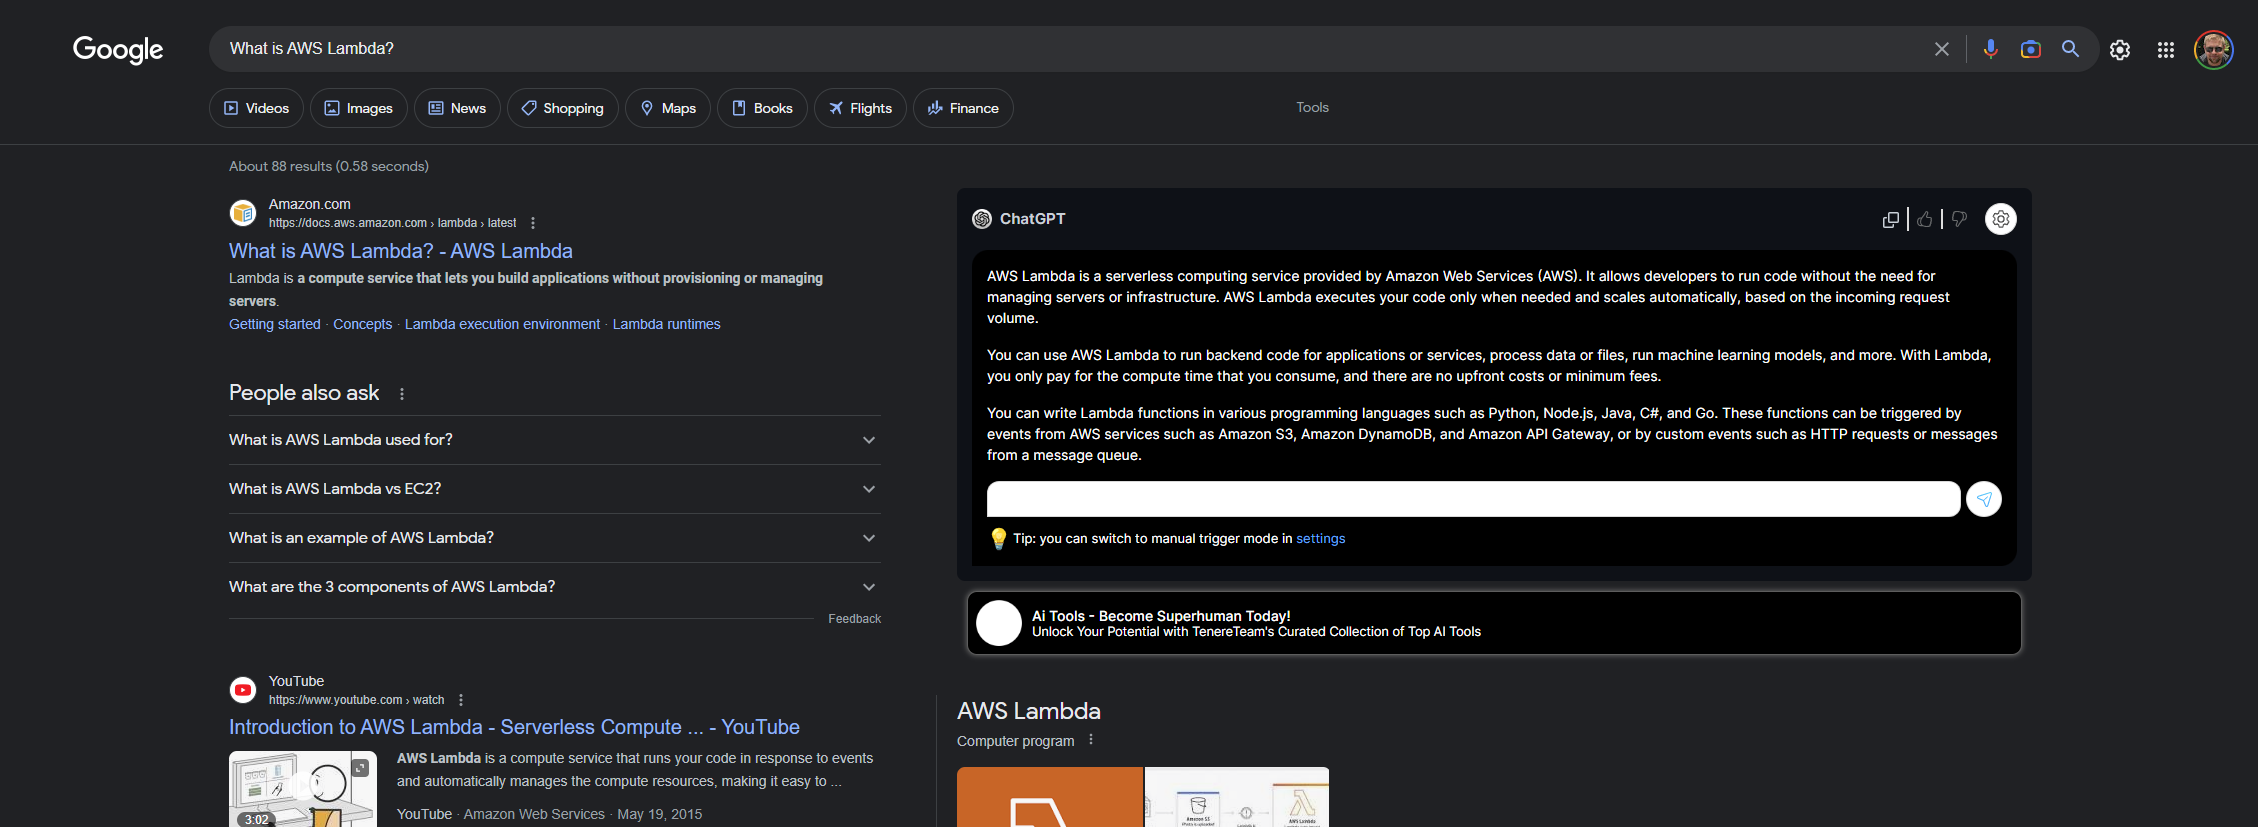 Google
What is AWS Lambda?
Videos
Images
News
Shopping
Maps
Books
Flights
Finance
Tools
About 88 results (0.58 seconds)
Amazon.com
https://docs.aws.amazon.com › lambda › latest
What is AWS Lambda? - AWS Lambda
Lambda is a compute service that lets you build applications without provisioning or managing
servers.
Getting started · Concepts · Lambda execution environment · Lambda runtimes
People also ask
What is AWS Lambda used for?
What is AWS Lambda vs EC2?
What is an example of AWS Lambda?
What are the 3 components of AWS Lambda?
Feedback
YouTube
https://www.youtube.com › watch
Introduction to AWS Lambda - Serverless Compute ... - YouTube
3:02
AWS Lambda is a compute service that runs your code in response to events
and automatically manages the compute resources, making it easy to ...
YouTube · Amazon Web Services · May 19, 2015
ChatGPT
AWS Lambda is a serverless computing service provided by Amazon Web Services (AWS). It allows developers to run code without the need for
managing servers or infrastructure. AWS Lambda executes your code only when needed and scales automatically, based on the incoming request
volume.
You can use AWS Lambda to run backend code for applications or services, process data or files, run machine learning models, and more. With Lambda,
you only pay for the compute time that you consume, and there are no upfront costs or minimum fees.
You can write Lambda functions in various programming languages such as Python, Node.js, Java, C#, and Go. These functions can be triggered by
events from AWS services such as Amazon S3, Amazon DynamoDB, and Amazon API Gateway, or by custom events such as HTTP requests or messages
from a message queue.
Tip: you can switch to manual trigger mode in settings
Ai Tools - Become Superhuman Today!
Unlock Your Potential with TenereTeam's Curated Collection of Top AI Tools
AWS Lambda
Computer program
Amazon S3
AWS Lambda